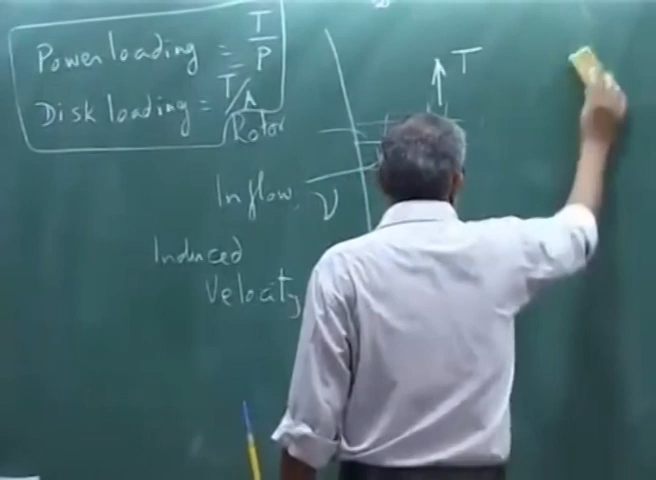 Power loading = T/P
Disk loading = T/A
T
Rotor
Inflow, ν
Induced
Velocity